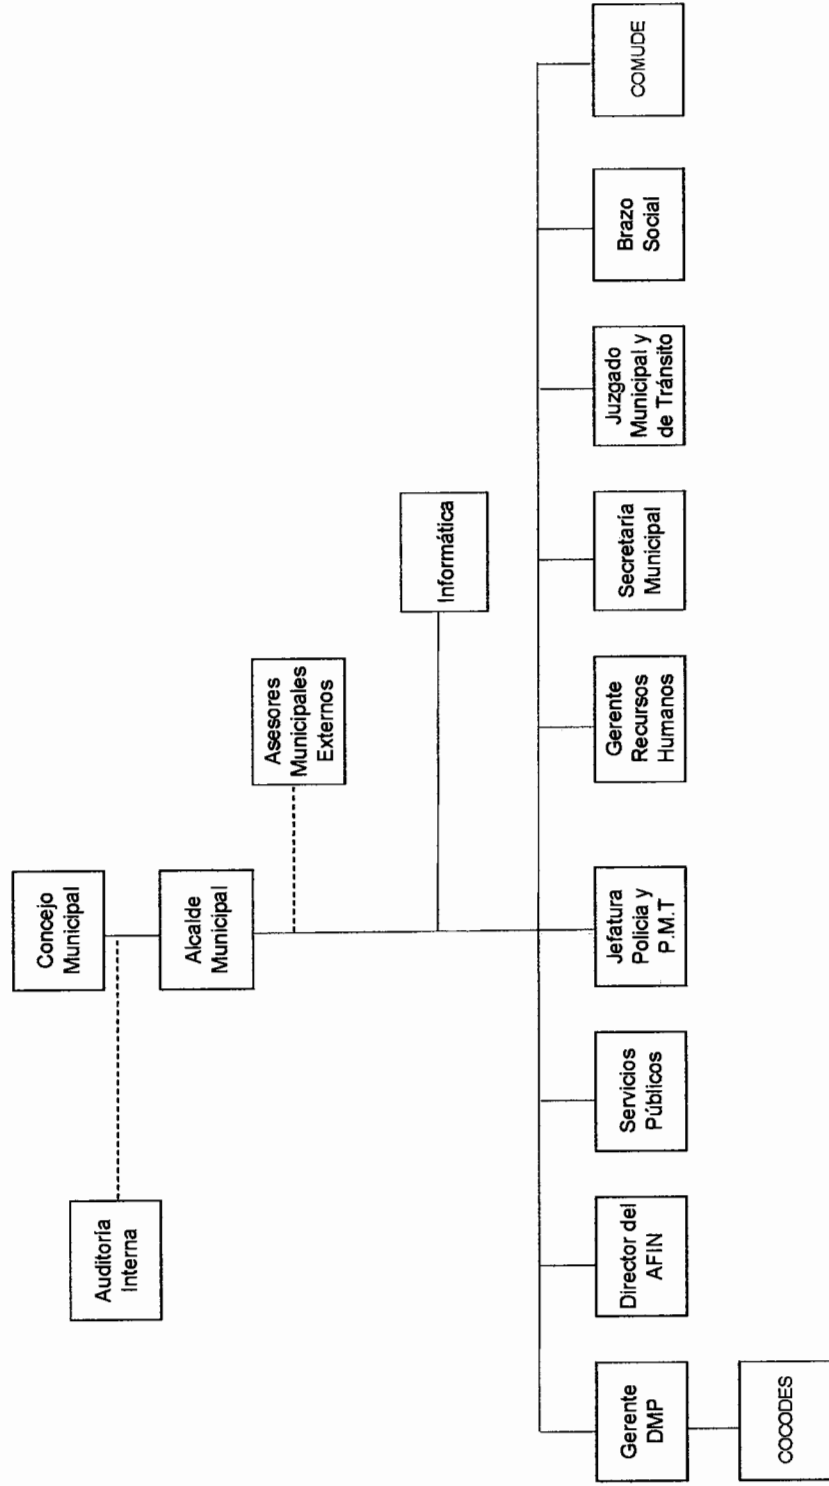 Concejo
Municipal
Auditoría
Interna
Alcalde
Municipal
Asesores
Municipales
Externos
Informática
Gerente
DMP
Director del
AFIN
Servicios
Públicos
Jefatura
Policia y
P.M.T
Gerente
Recursos
Humanos
Secretaría
Municipal
Juzgado
Municipal y
de Tránsito
Brazo
Social
COMUDE
COCODES